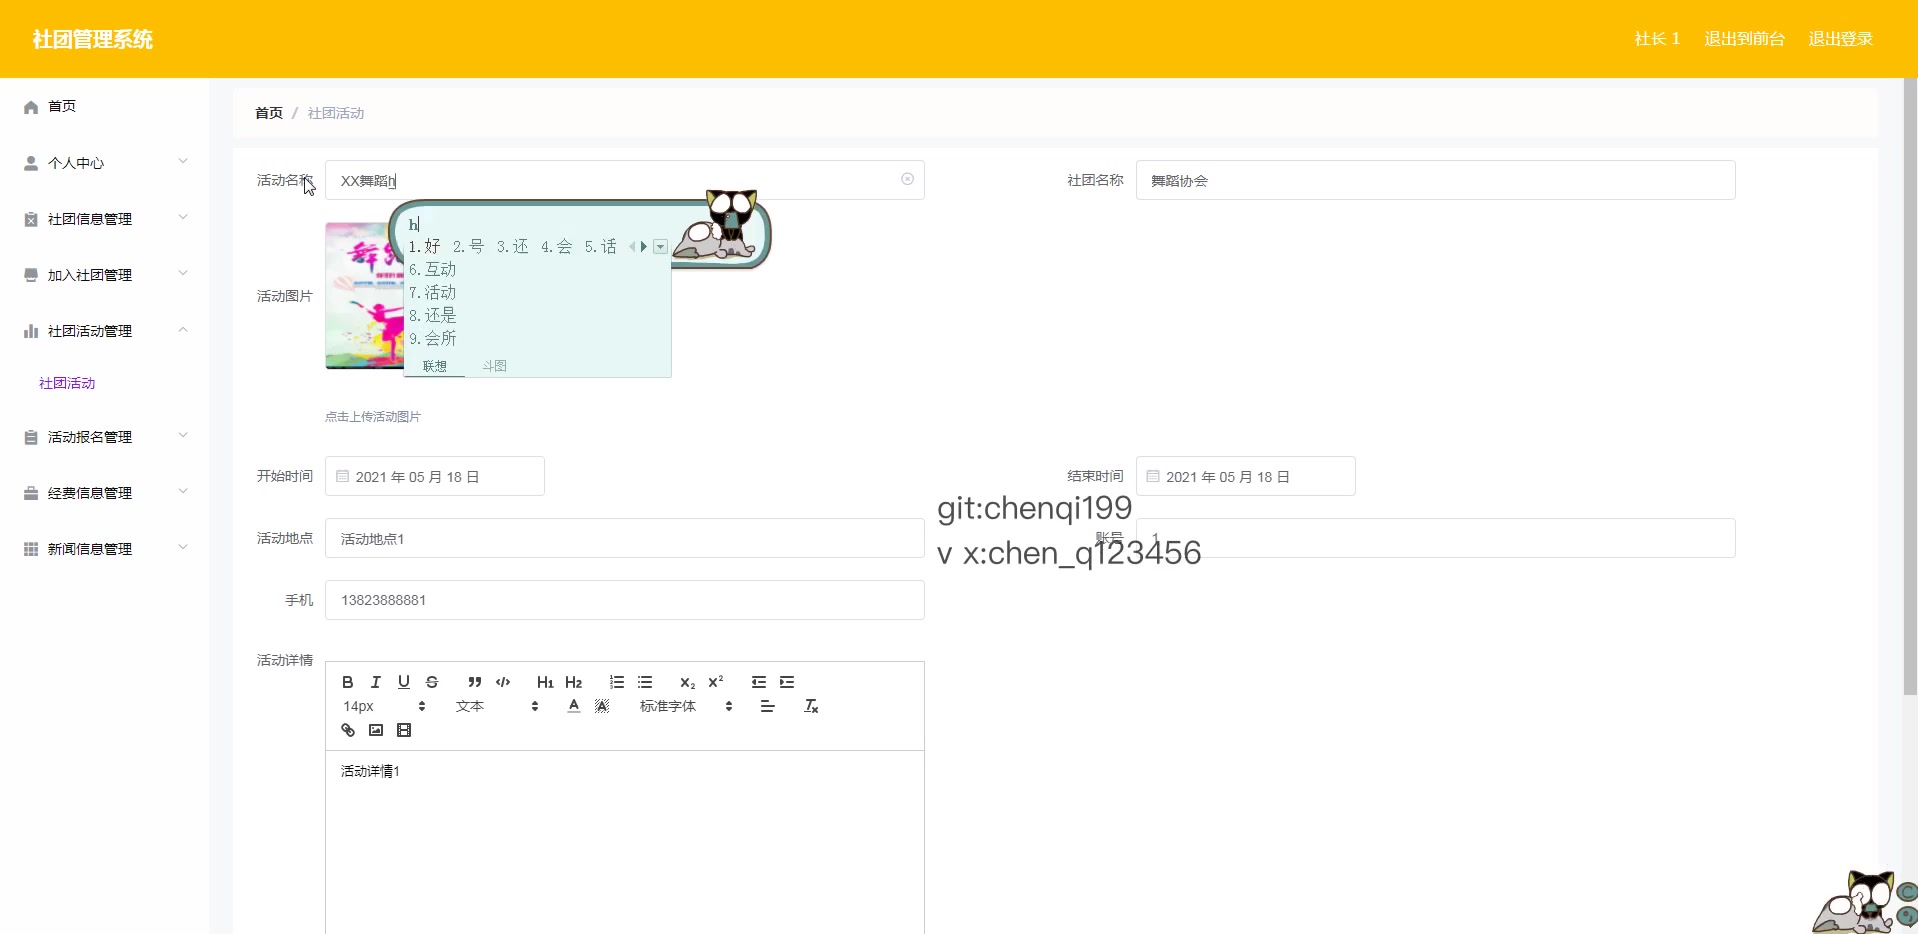 社团管理系统
社长 1 退出到前台 退出登录
首页
个人中心
社团信息管理
加入社团管理
社团活动管理
社团活动
活动报名管理
经费信息管理
新闻信息管理
首页 / 社团活动
活动名称 XX舞蹈h
社团名称 舞蹈协会
h
1.好 2.号 3.还 4.会 5.话
6.互动
7.活动
8.还是
9.会所
联想 斗图
活动图片
点击上传活动图片
开始时间 2021 年 05 月 18 日
结束时间 2021 年 05 月 18 日
git:chenqi199
v x:chen_q123456
活动地点 活动地点1
账号 1
手机 13823888881
活动详情
B I U S H1 H2 X₂ X²
14px 文本 A A 标准字体
活动详情1